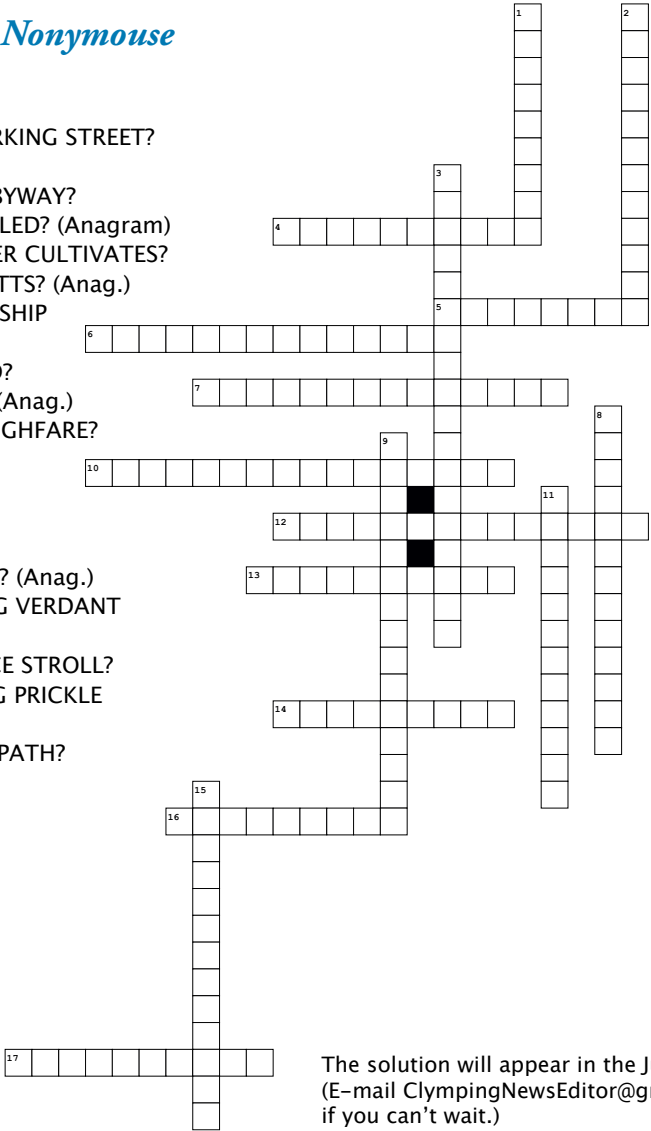 1 2
Nonymouse
RKING STREET?
3
BYWAY?
LED? (Anagram)
4
ER CULTIVATES?
TTS? (Anag.)
SHIP
5
6
O?
7
(Anag.)
8
GHFARE?
9
10
11
12
? (Anag.)
13
G VERDANT
CE STROLL?
G PRICKLE
14
PATH?
15
16
17
The solution will appear in the J
(E-mail ClympingNewsEditor@gr
if you can't wait.)